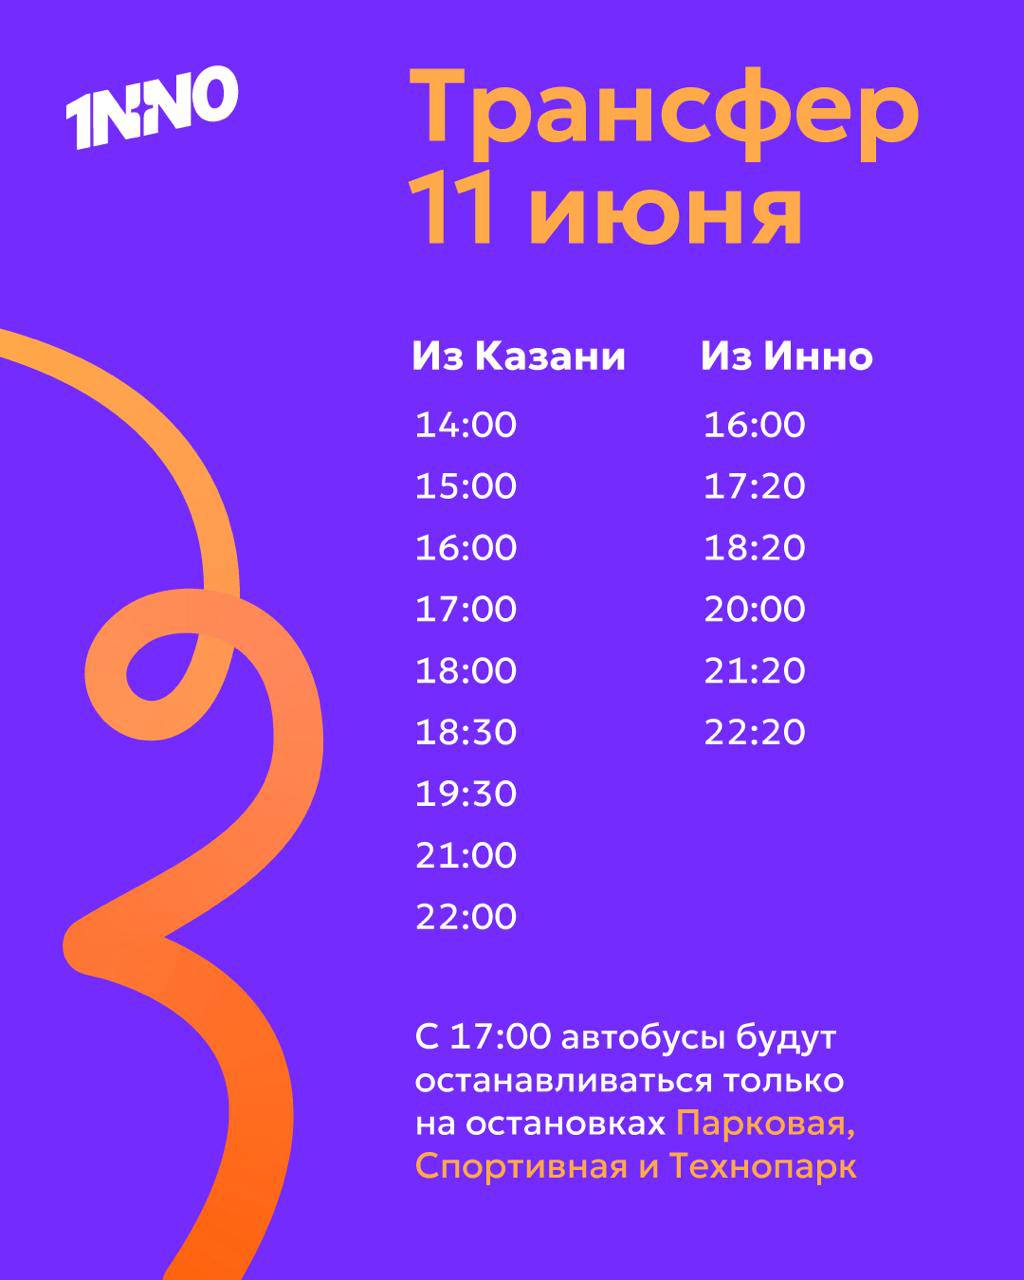 1NNO
Трансфер
11 июня
Из Казани
14:00
15:00
16:00
17:00
18:00
18:30
19:30
21:00
22:00
Из Инно
16:00
17:20
18:20
20:00
21:20
22:20
С 17:00 автобусы будут
останавливаться только
на остановках Парковая,
Спортивная и Технопарк